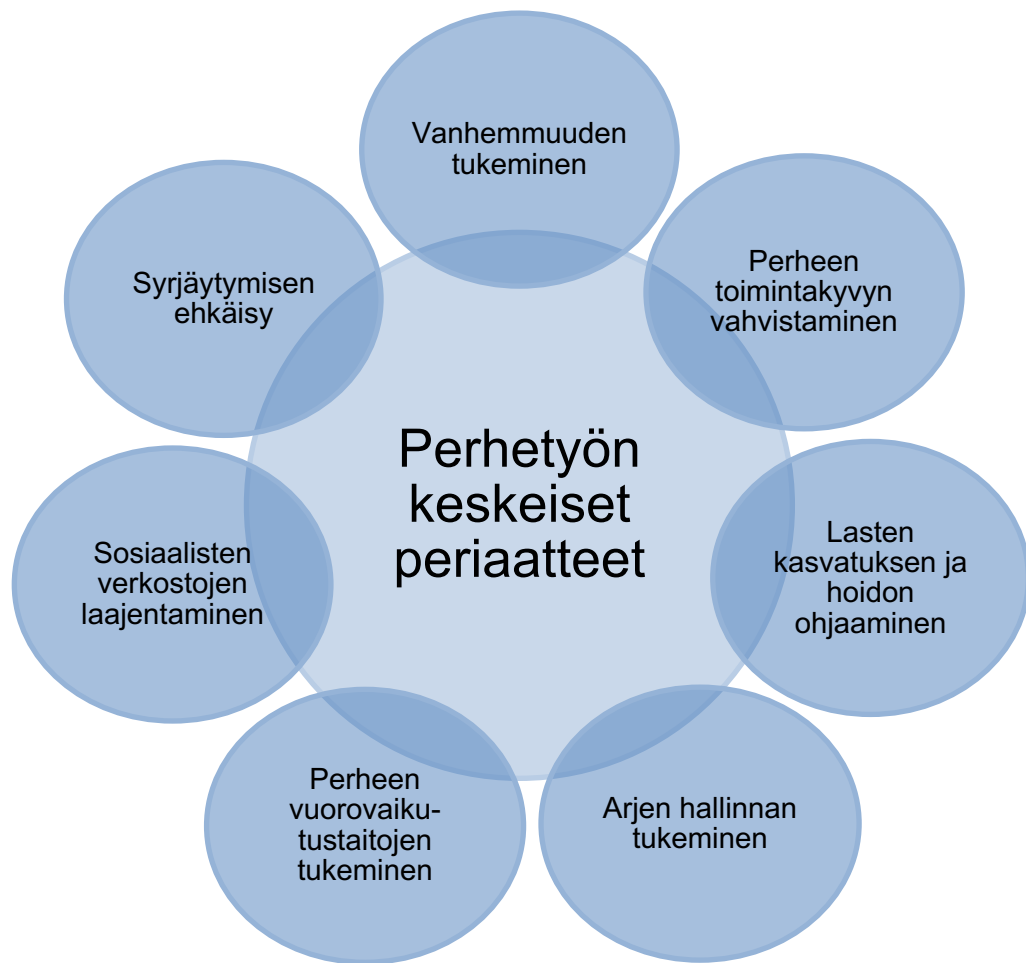 Vanhemmuuden
tukeminen
Perheen
toimintakyvyn
vahvistaminen
Lasten
kasvatuksen ja
hoidon
ohjaaminen
Arjen hallinnan
tukeminen
Perheen
vuorovaiku-
tustaitojen
tukeminen
Sosiaalisten
verkostojen
laajentaminen
Syrjäytymisen
ehkäisy
Perhetyön
keskeiset
periaatteet